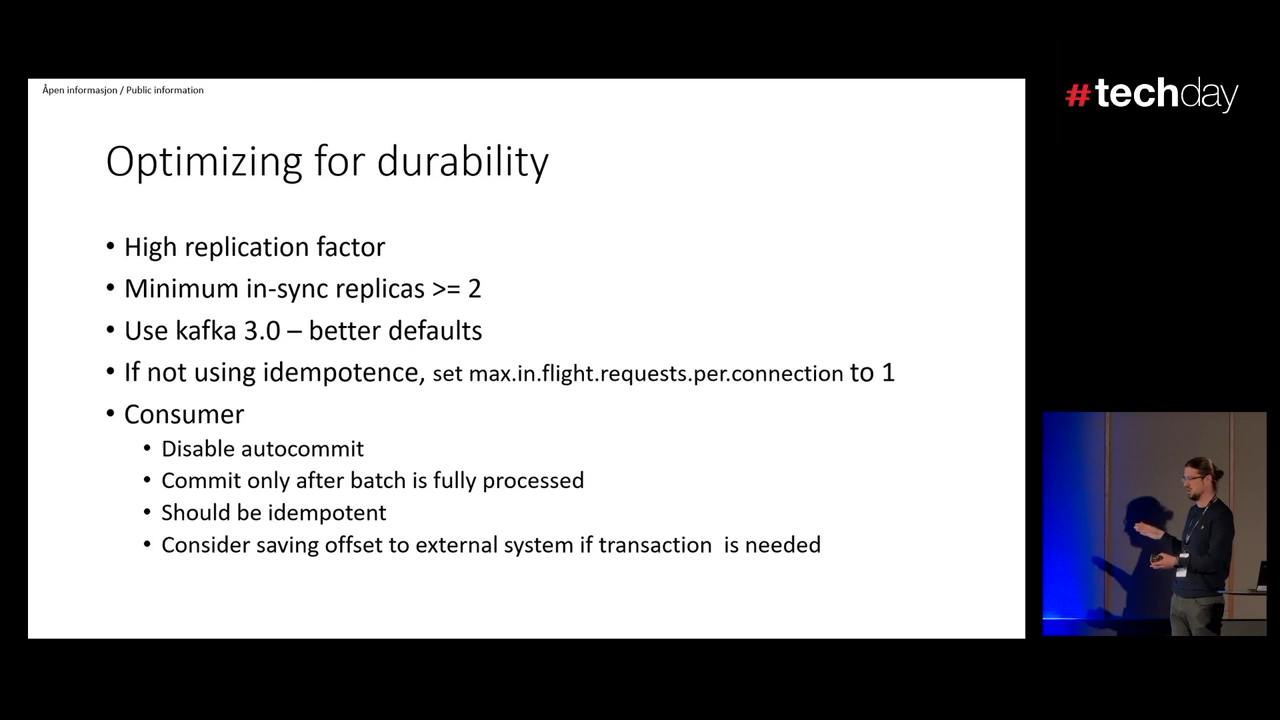 Åpen informasjon / Public information
#techday
Optimizing for durability
• High replication factor
• Minimum in-sync replicas >= 2
• Use kafka 3.0 – better defaults
• If not using idempotence, set max.in.flight.requests.per.connection to 1
• Consumer
• Disable autocommit
• Commit only after batch is fully processed
• Should be idempotent
• Consider saving offset to external system if transaction is needed